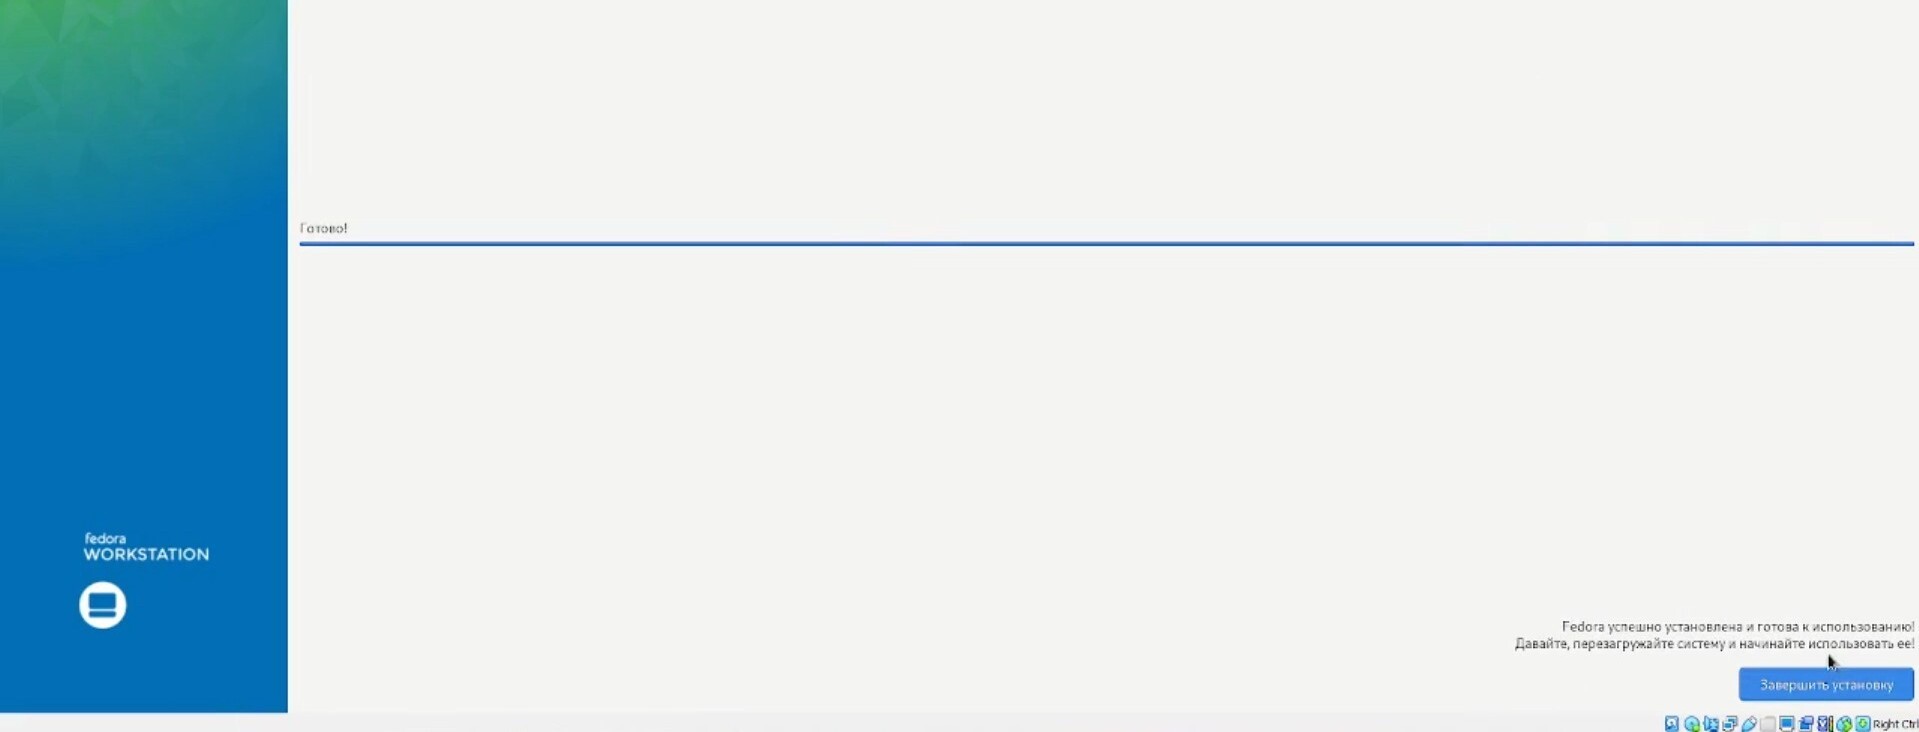 Готово!
fedora
WORKSTATION
Fedora успешно установлена и готова к использованию!
Давайте, перезагружайте систему и начинайте использовать ее!
Завершить установку
Right Ctrl